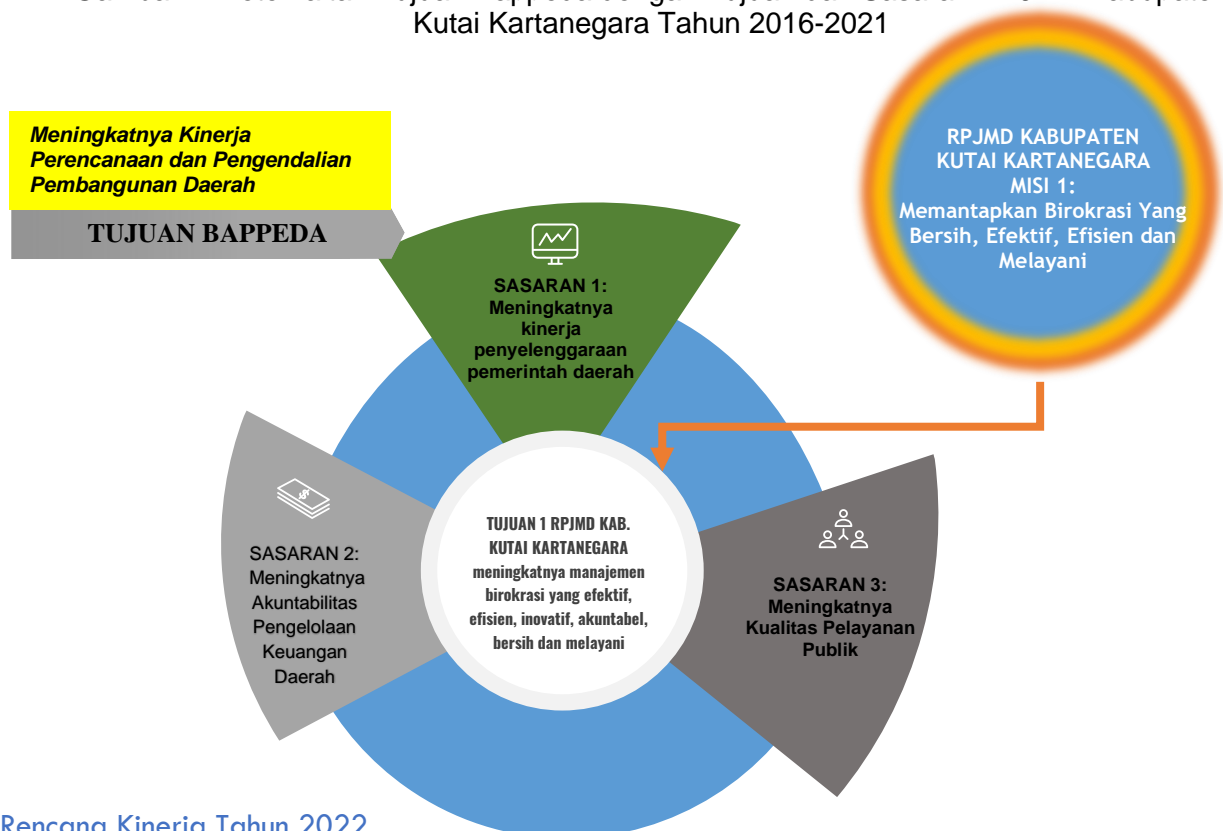 Kutai Kartanegara Tahun 2016-2021
Meningkatnya Kinerja
Perencanaan dan Pengendalian
Pembangunan Daerah
TUJUAN BAPPEDA
RPJMD KABUPATEN
KUTAI KARTANEGARA
MISI 1:
Memantapkan Birokrasi Yang
Bersih, Efektif, Efisien dan
Melayani
SASARAN 1:
Meningkatnya
kinerja
penyelenggaraan
pemerintah daerah
TUJUAN 1 RPJMD KAB.
KUTAI KARTANEGARA
meningkatnya manajemen
birokrasi yang efektif,
efisien, inovatif, akuntabel,
bersih dan melayani
SASARAN 2:
Meningkatnya
Akuntabilitas
Pengelolaan
Keuangan
Daerah
SASARAN 3:
Meningkatnya
Kualitas Pelayanan
Publik
Rencana Kinerja Tahun 2022